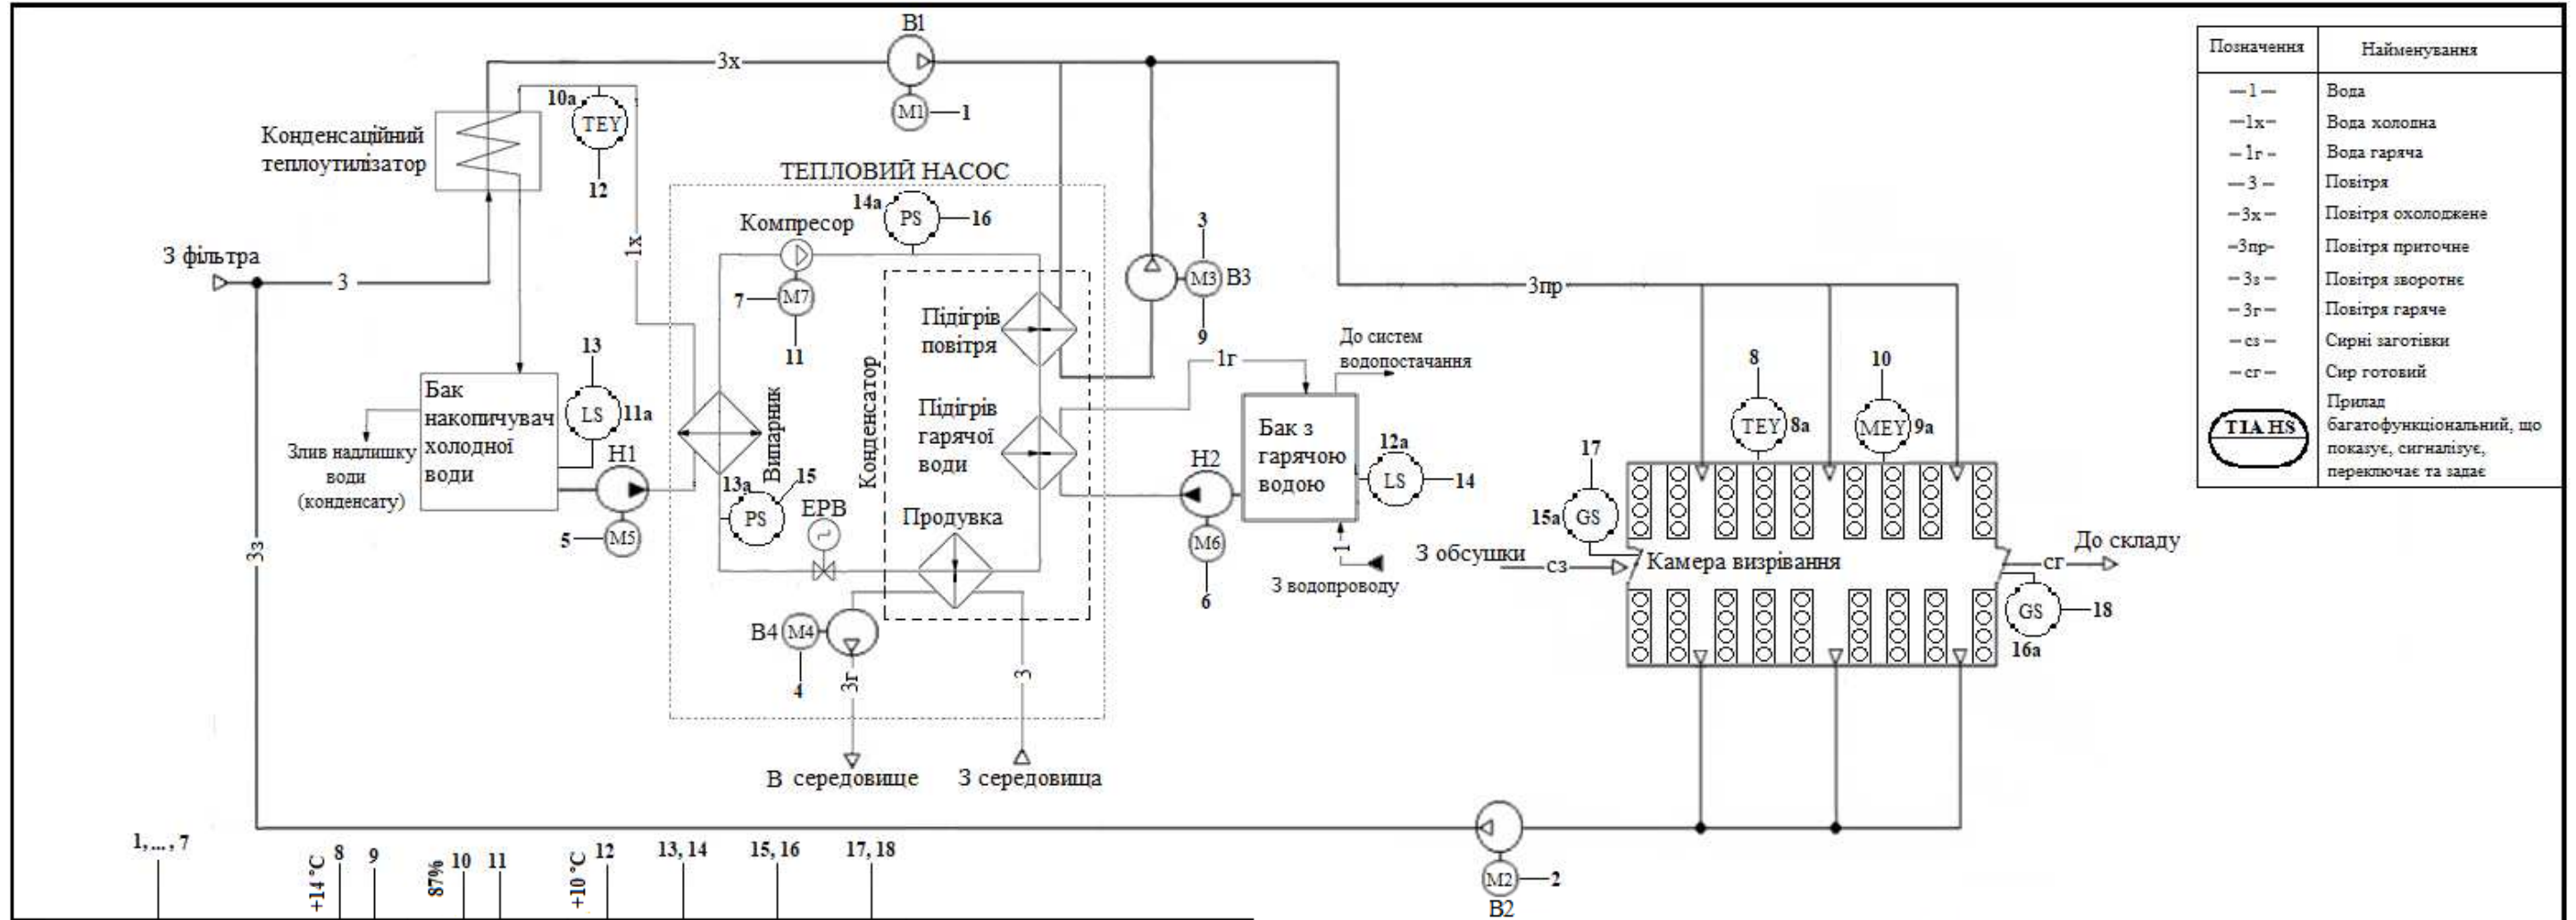 В1
3х
М1
1
10а
TEY
12
Конденсаційний
теплоутилізатор
ТЕПЛОВИЙ НАСОС
14а
PS
16
Компресор
М7
7
11
1х
З фільтра
3
3з
Підігрів
повітря
Конденсатор
Підігрів
гарячої
води
Випарник
13а
PS
15
ЕРВ
Продувка
13
LS
11а
Бак
накопичувач
холодної
води
Злив надлишку
води
(конденсату)
Н1
М5
5
В4
М4
4
3г
3
В середовище
З середовища
3
М3
В3
9
1г
До систем
водопостачання
Бак з
гарячою
водою
12а
LS
14
Н2
М6
6
1
З водопроводу
3пр
8
TEY
8а
10
MEY
9а
17
15а
GS
З обсушки
сз
Камера визрівання
сг
До складу
GS
18
16а
М2
2
В2
1, ... , 7
+14 °C
8
9
87%
10
11
+10 °C
12
13, 14
15, 16
17, 18
Позначення Найменування
—1— Вода
—1х— Вода холодна
—1г— Вода гаряча
—3— Повітря
—3х— Повітря охолоджене
—3пр— Повітря приточне
—3з— Повітря зворотнє
—3г— Повітря гаряче
—сз— Сирні заготівки
—сг— Сир готовий
TIA HS
Прилад
багатофункціональний, що
показує, сигналізує,
переключає та задає